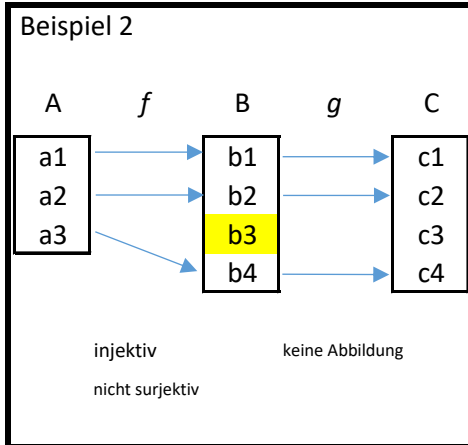 Beispiel 2
A f B g C
a1 b1 c1
a2 b2 c2
a3 b3 c3
b4 c4
injektiv keine Abbildung
nicht surjektiv